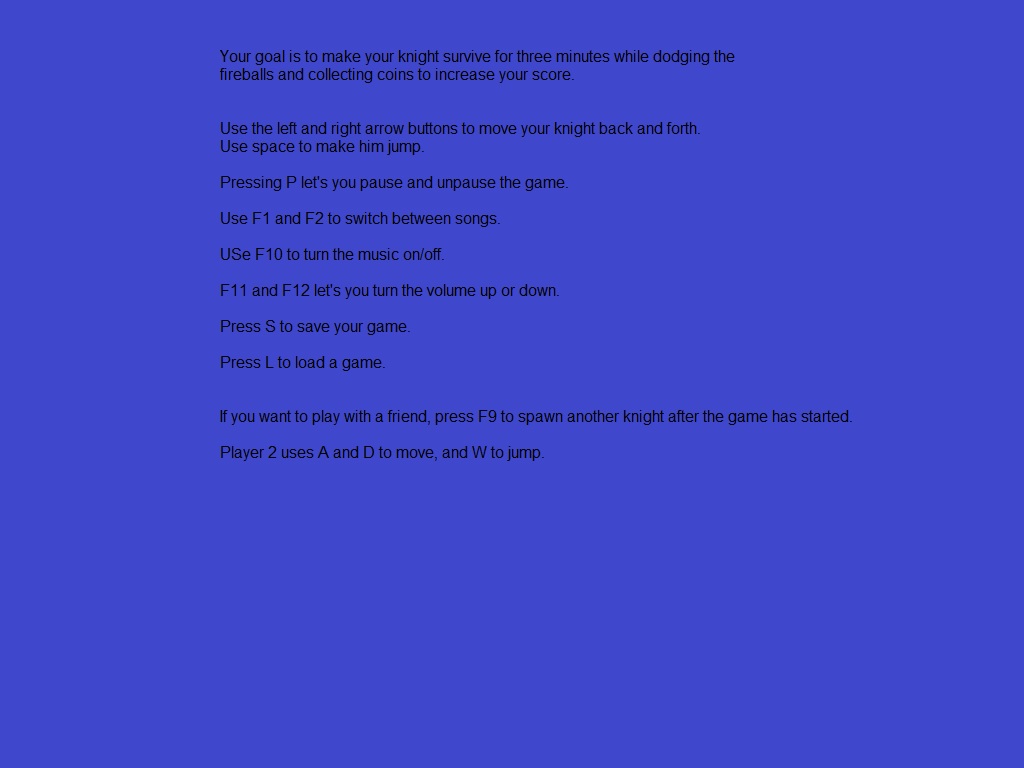 Your goal is to make your knight survive for three minutes while dodging the
fireballs and collecting coins to increase your score.
Use the left and right arrow buttons to move your knight back and forth.
Use space to make him jump.
Pressing P let's you pause and unpause the game.
Use F1 and F2 to switch between songs.
USe F10 to turn the music on/off.
F11 and F12 let's you turn the volume up or down.
Press S to save your game.
Press L to load a game.
If you want to play with a friend, press F9 to spawn another knight after the game has started.
Player 2 uses A and D to move, and W to jump.